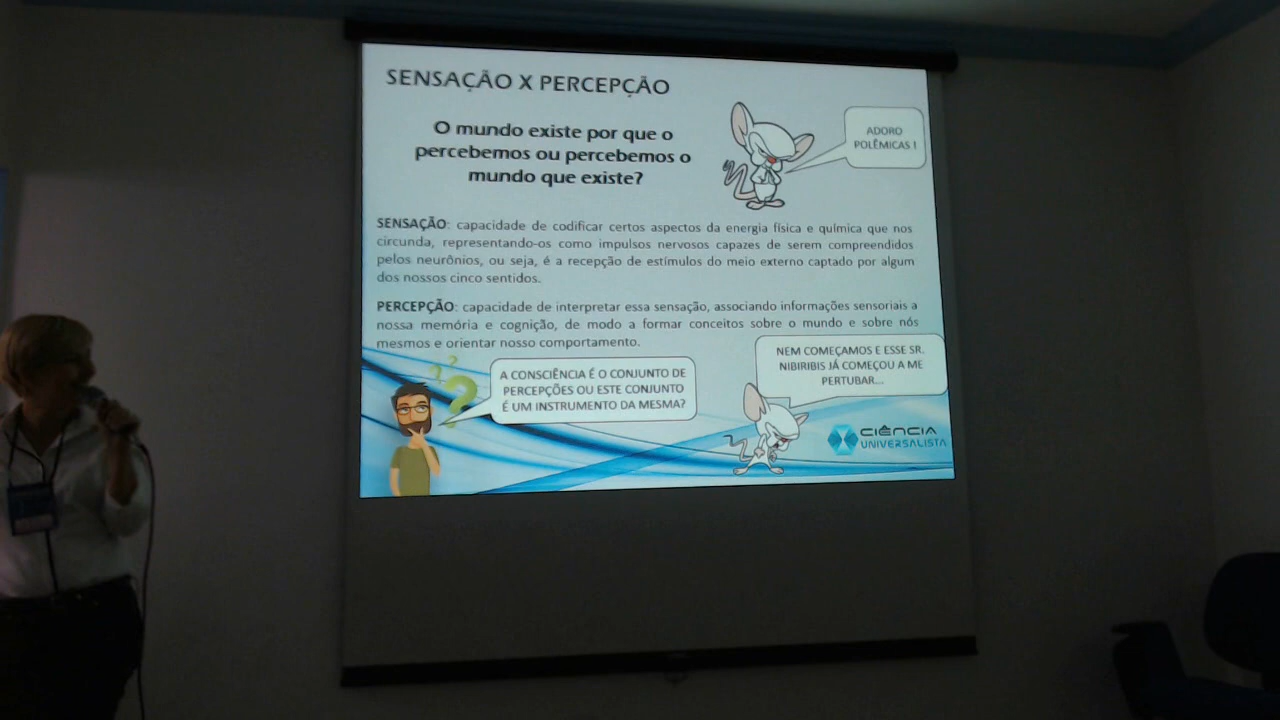 SENSAÇÃO X PERCEPÇÃO
O mundo existe por que o
percebemos ou percebemos o
mundo que existe?
ADORO
POLÊMICAS !
SENSAÇÃO: capacidade de codificar certos aspectos da energia física e química que nos
circunda, representando-os como impulsos nervosos capazes de serem compreendidos
pelos neurônios, ou seja, é a recepção de estímulos do meio externo captado por algum
dos nossos cinco sentidos.
PERCEPÇÃO: capacidade de interpretar essa sensação, associando informações sensoriais a
nossa memória e cognição, de modo a formar conceitos sobre o mundo e sobre nós
mesmos e orientar nosso comportamento.
A CONSCIÊNCIA É O CONJUNTO DE
PERCEPÇÕES OU ESTE CONJUNTO
É UM INSTRUMENTO DA MESMA?
NEM COMEÇAMOS E ESSE SR.
NIBIRIBIS JÁ COMEÇOU A ME
PERTUBAR...
CIÊNCIA
UNIVERSALISTA